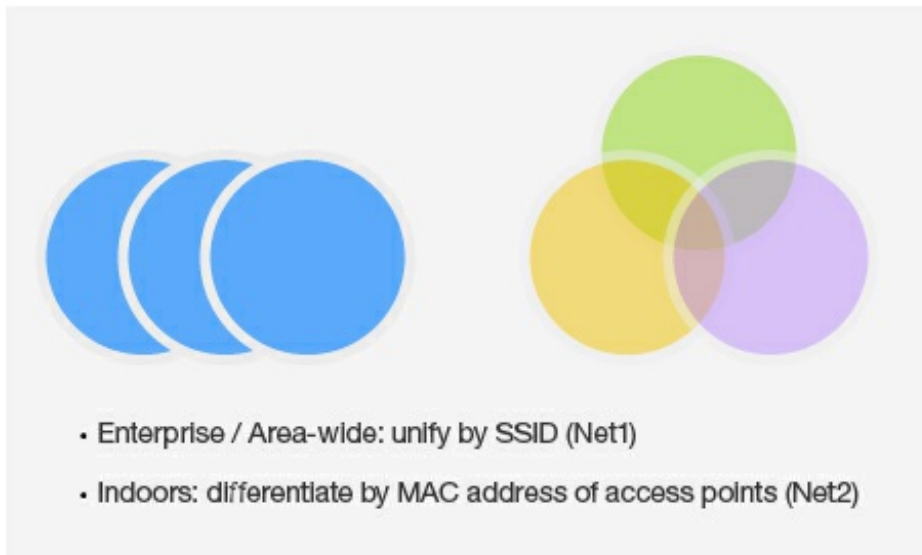 • Enterprise / Area-wide: unify by SSID (Net1)
• Indoors: differentiate by MAC address of access points (Net2)